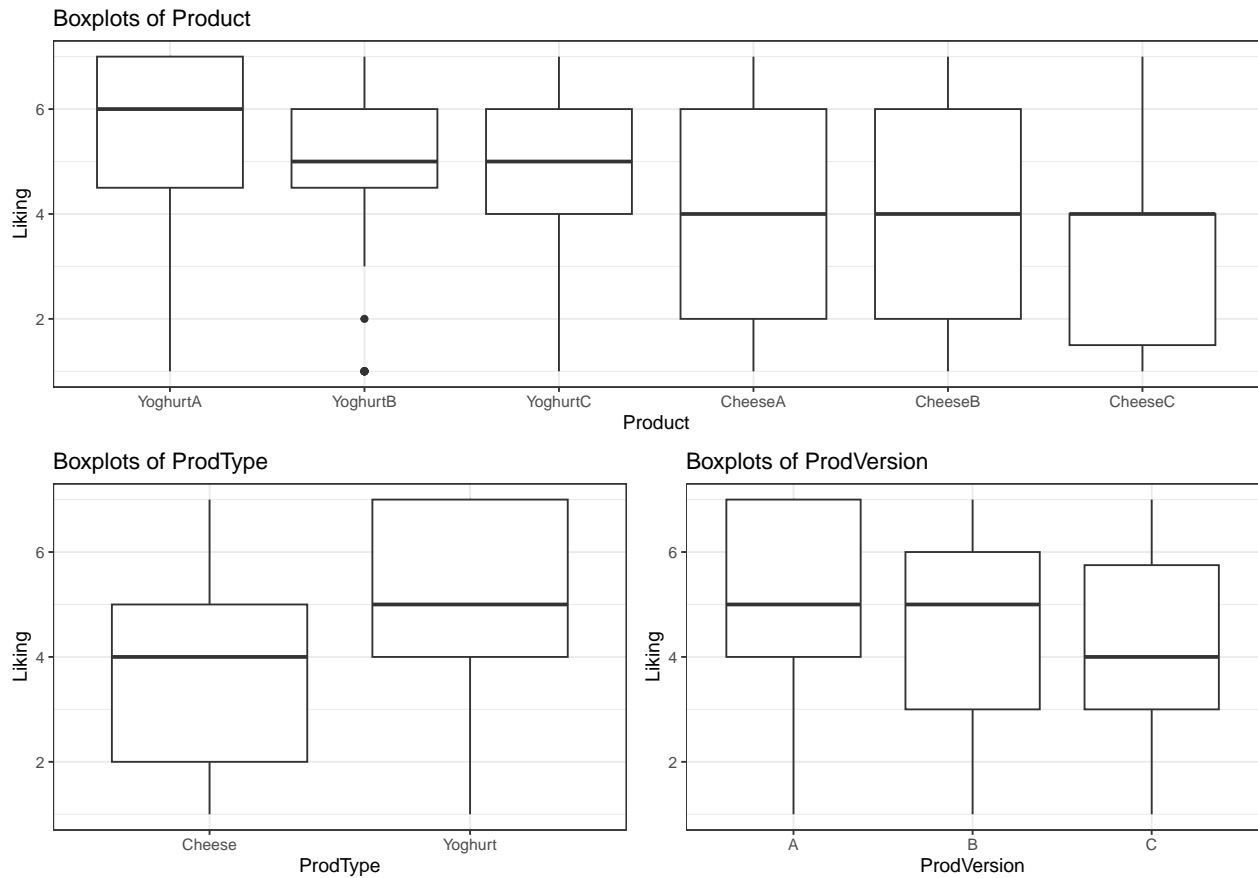 Boxplots of Product
Liking
6
4
2
YoghurtA YoghurtB YoghurtC CheeseA CheeseB CheeseC
Product
Boxplots of ProdType
Liking
6
4
2
Cheese Yoghurt
ProdType
Boxplots of ProdVersion
Liking
6
4
2
A B C
ProdVersion